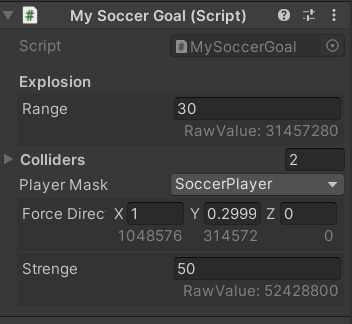 My Soccer Goal (Script)
Script
MySoccerGoal
Explosion
Range
30
RawValue: 31457280
Colliders
2
Player Mask
SoccerPlayer
Force Direc X 1 Y 0.2999 Z 0
1048576 314572 0
Strenge
50
RawValue: 52428800